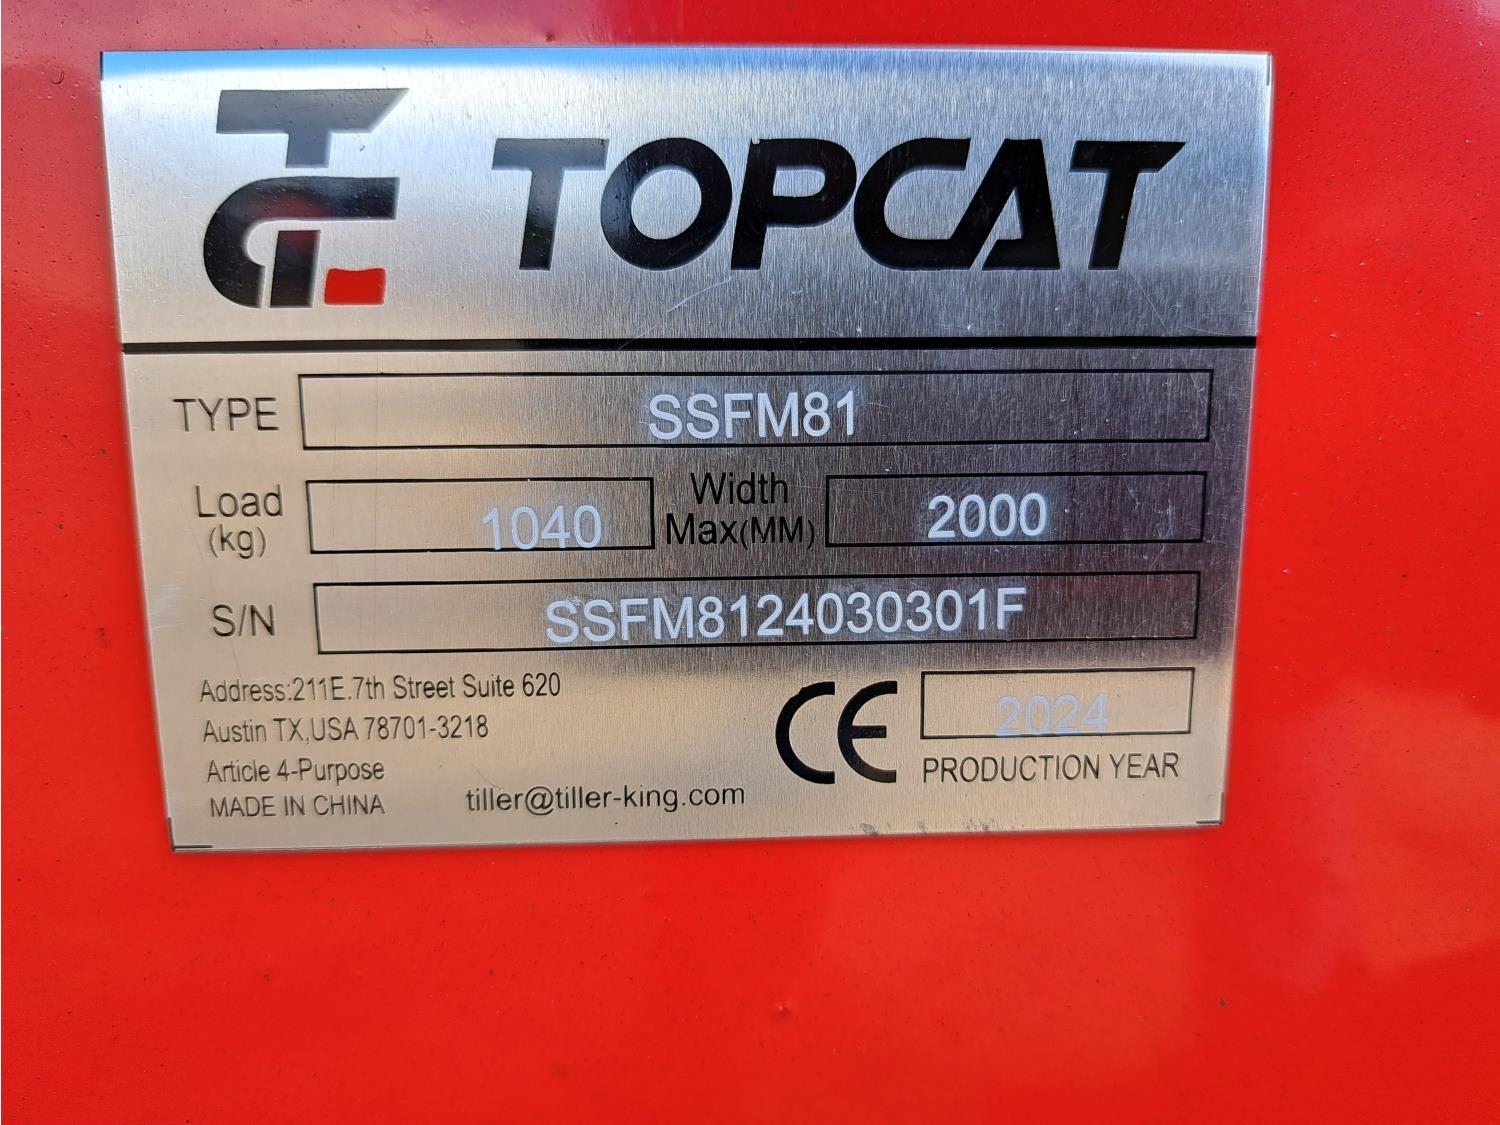 TC TOPCAT
TYPE SSFM81
Load (kg) 1040 Width Max(MM) 2000
S/N SSFM8124030301F
Address:211E.7th Street Suite 620
Austin TX,USA 78701-3218
Article 4-Purpose
MADE IN CHINA
tiller@tiller-king.com
CE
2024
PRODUCTION YEAR